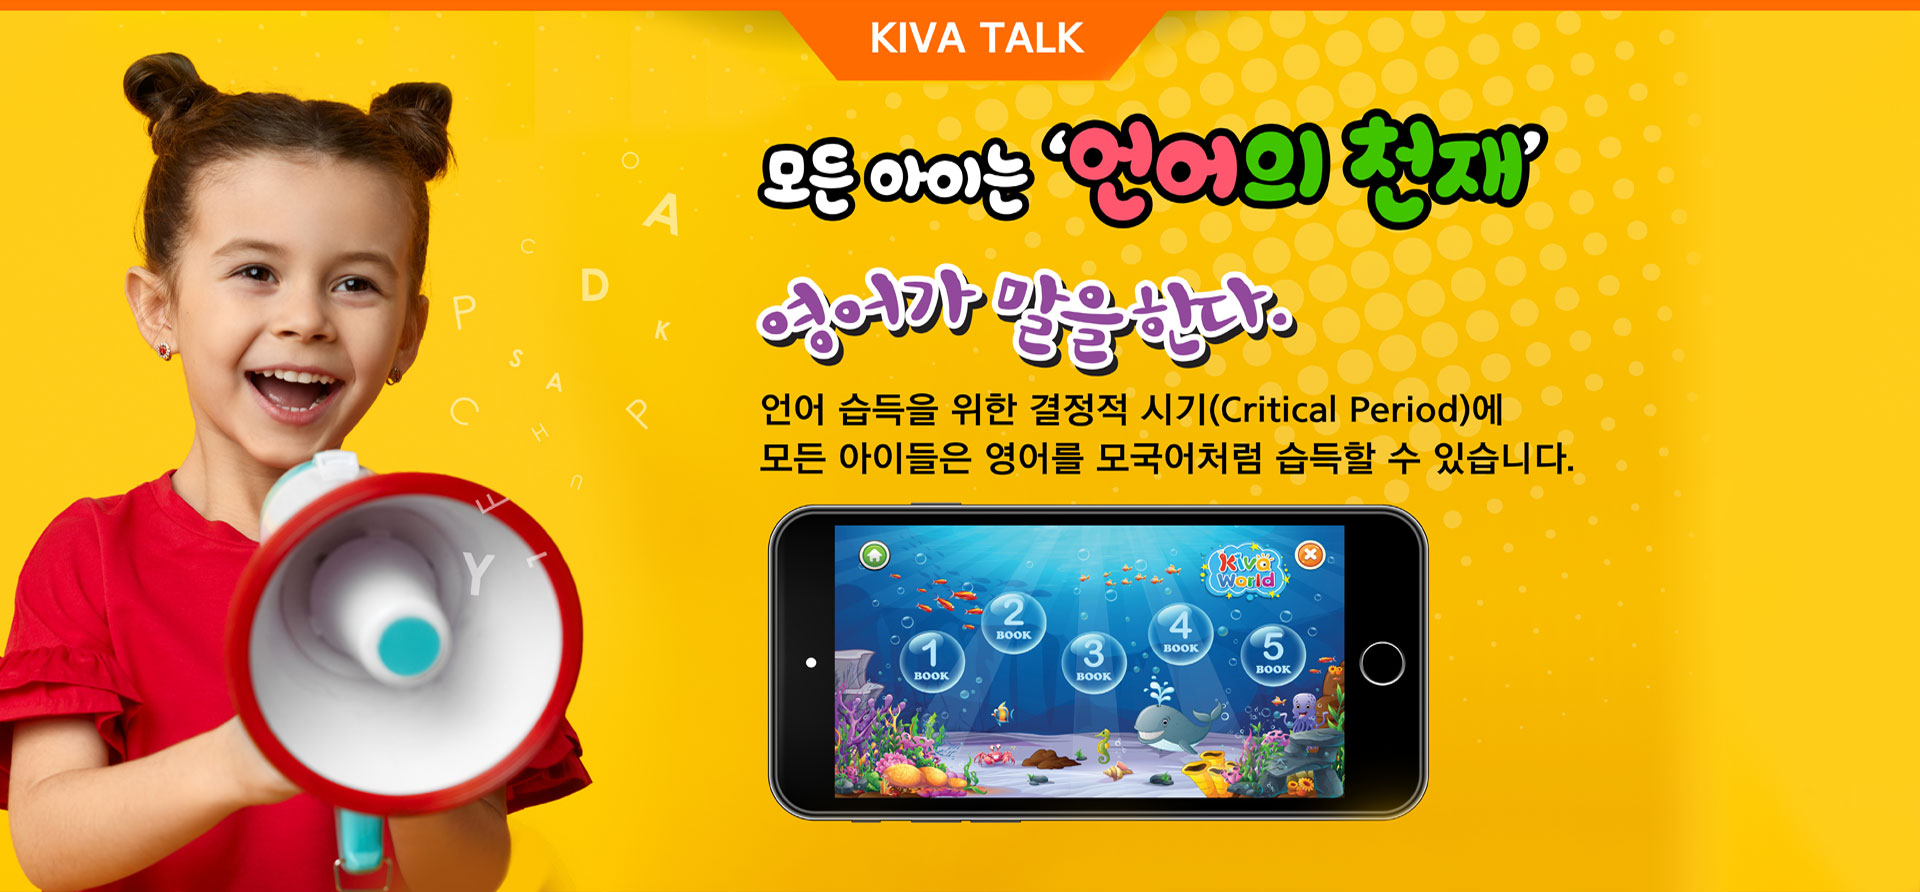 KIVA TALK
모든 아이는 '언어의 천재'
영어가 말을 한다.
언어 습득을 위한 결정적 시기(Critical Period)에
모든 아이들은 영어를 모국어처럼 습득할 수 있습니다.
Kiva
World
1
BOOK
2
BOOK
3
BOOK
4
BOOK
5
BOOK
A
C
D
P
K
S
A
C
P
H
U
E
Y
L